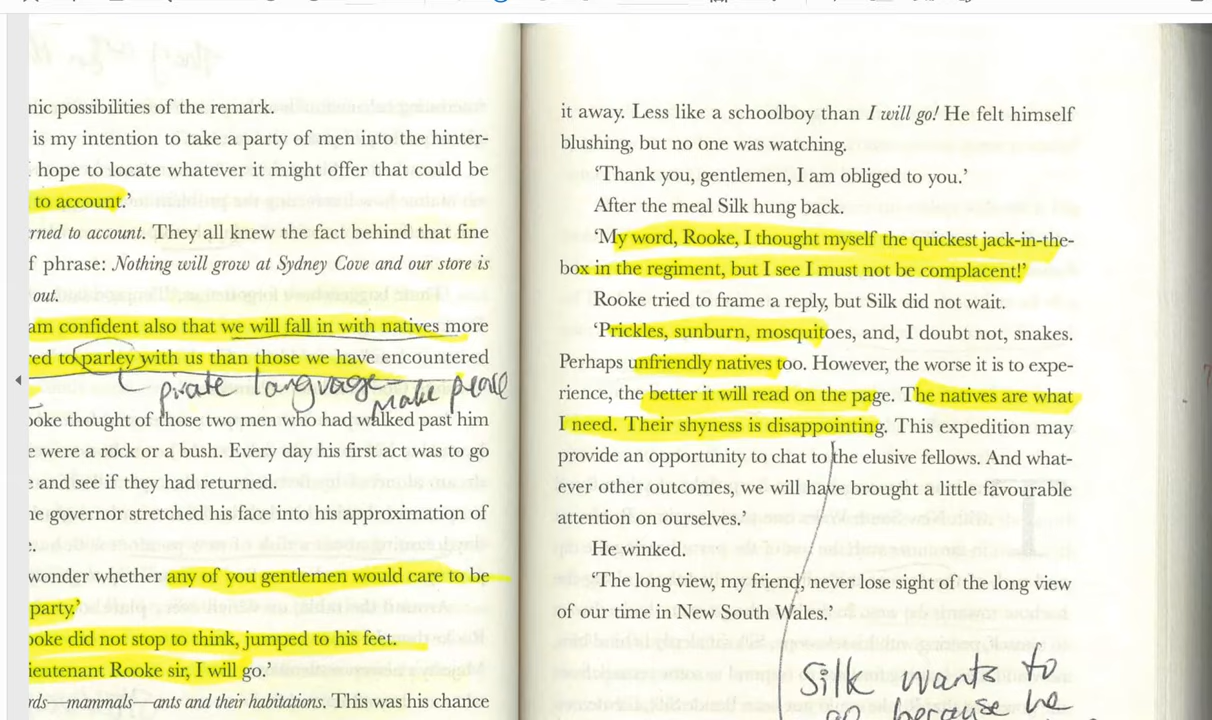 nic possibilities of the remark.
is my intention to take a party of men into the hinter-
hope to locate whatever it might offer that could be
to account.’
rned to account. They all knew the fact behind that fine
f phrase: Nothing will grow at Sydney Cove and our store is
out.
am confident also that we will fall in with natives more
ed to parley with us than those we have encountered
pirate language
make peace
ooke thought of those two men who had walked past him
e were a rock or a bush. Every day his first act was to go
e and see if they had returned.
he governor stretched his face into his approximation of
wonder whether any of you gentlemen would care to be
party.’
ooke did not stop to think, jumped to his feet.
ieutenant Rooke sir, I will go.
rds—mammals—ants and their habitations. This was his chance
it away. Less like a schoolboy than I will go! He felt himself
blushing, but no one was watching.
‘Thank you, gentlemen, I am obliged to you.’
After the meal Silk hung back.
‘My word, Rooke, I thought myself the quickest jack-in-the-
box in the regiment, but I see I must not be complacent!’
Rooke tried to frame a reply, but Silk did not wait.
‘Prickles, sunburn, mosquitoes, and, I doubt not, snakes.
Perhaps unfriendly natives too. However, the worse it is to expe-
rience, the better it will read on the page. The natives are what
I need. Their shyness is disappointing. This expedition may
provide an opportunity to chat to the elusive fellows. And what-
ever other outcomes, we will have brought a little favourable
attention on ourselves.’
He winked.
‘The long view, my friend, never lose sight of the long view
of our time in New South Wales.’
Silk wants to
go because he